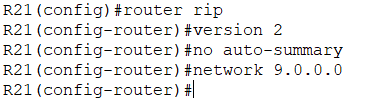 R21(config)#router rip
R21(config-router)#version 2
R21(config-router)#no auto-summary
R21(config-router)#network 9.0.0.0
R21(config-router)#